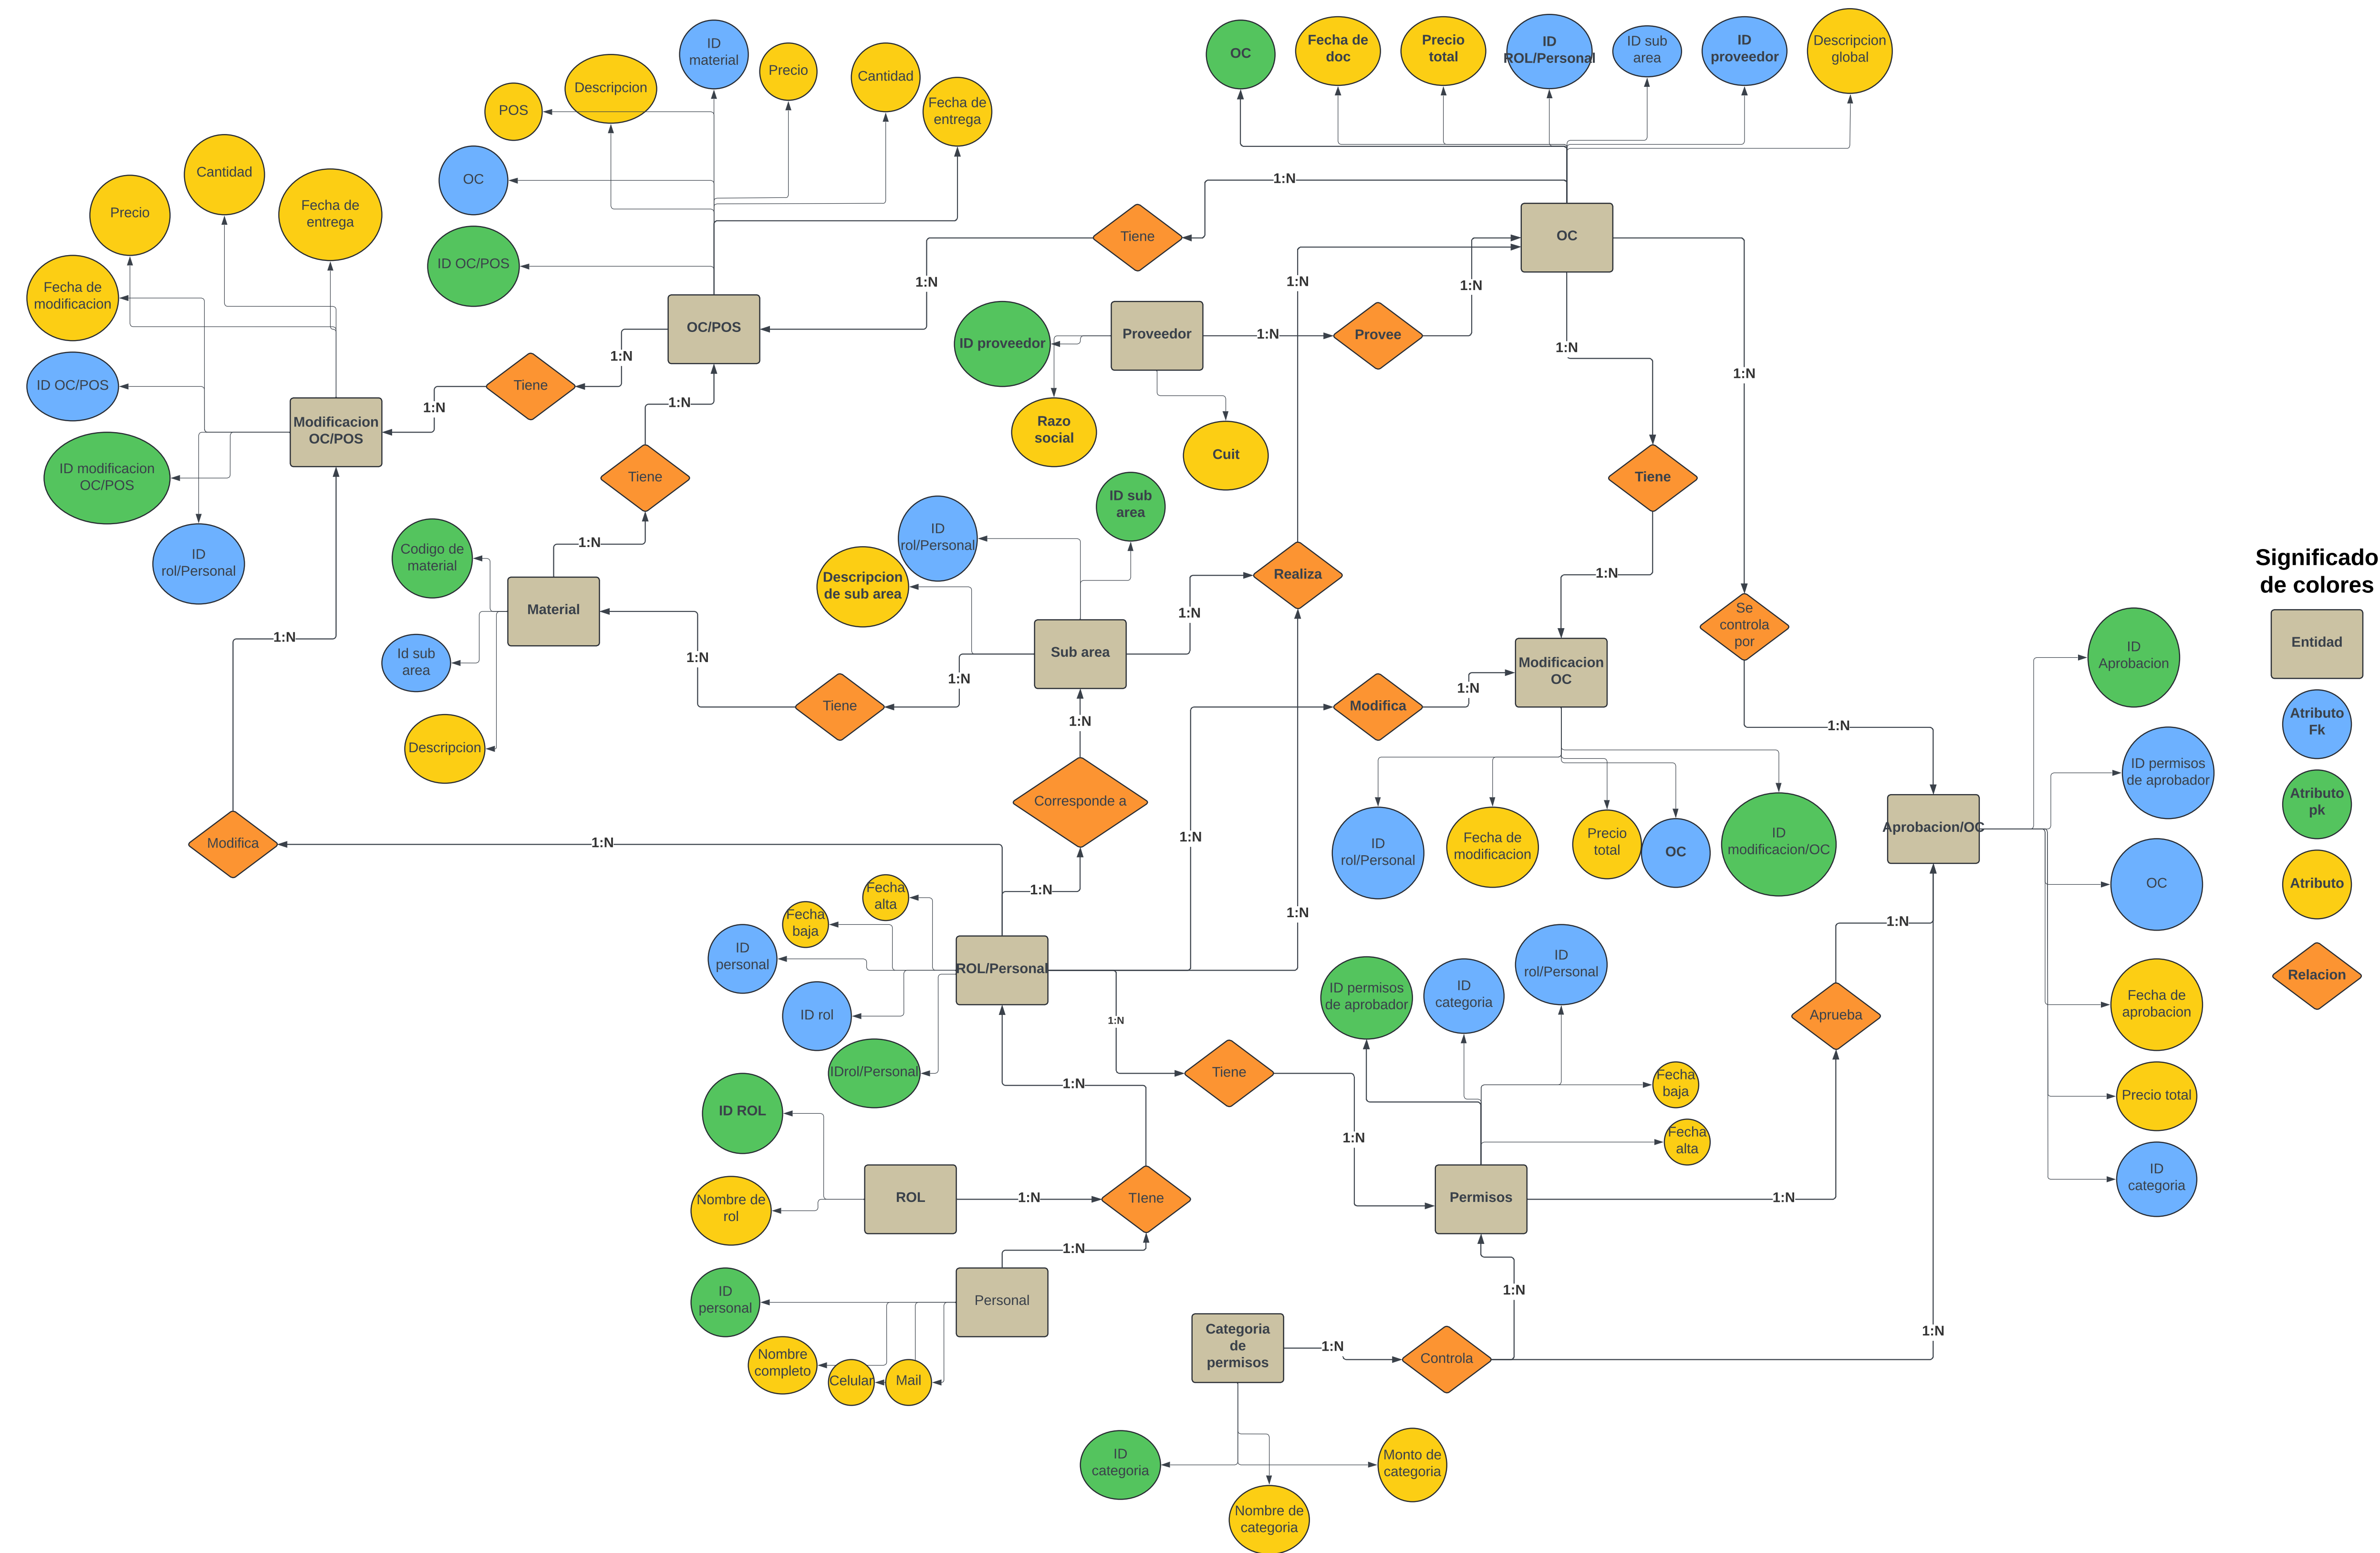 OC
Fecha de
doc
Precio
total
ID
ROL/Personal
ID sub
area
ID
proveedor
Descripcion
global
ID
material
Precio
Cantidad
Descripcion
POS
Fecha de
entrega
OC
ID OC/POS
Cantidad
Precio
Fecha de
entrega
Fecha de
modificacion
ID OC/POS
ID modificacion
OC/POS
ID
rol/Personal
Modificacion
OC/POS
1:N
Tiene
1:N
1:N
OC/POS
1:N
Tiene
1:N
OC
1:N
Tiene
1:N
Material
Codigo de
material
Id sub
area
Descripcion
ID proveedor
Proveedor
1:N
Provee
1:N
1:N
Razo
social
Cuit
1:N
1:N
Tiene
1:N
ID sub
area
ID
rol/Personal
Descripcion
de sub area
Sub area
1:N
Realiza
1:N
Tiene
1:N
1:N
Corresponde a
1:N
Modifica
1:N
Modificacion
OC
Se
controla
por
1:N
ID
rol/Personal
Fecha de
modificacion
Precio
total
OC
ID
modificacion/OC
1:N
1:N
Modifica
1:N
1:N
Fecha
alta
Fecha
baja
ID
personal
ID rol
IDrol/Personal
ROL/Personal
1:N
Tiene
1:N
1:N
ID ROL
Nombre de
rol
ROL
1:N
TIene
1:N
Personal
ID
personal
Nombre
completo
Celular
Mail
ID permisos
de aprobador
ID
categoria
ID
rol/Personal
Fecha
baja
Fecha
alta
Permisos
1:N
Aprueba
1:N
1:N
Categoria
de
permisos
1:N
Controla
1:N
ID
categoria
Nombre de
categoria
Monto de
categoria
Aprobacion/OC
ID
Aprobacion
ID permisos
de aprobador
OC
Fecha de
aprobacion
Precio total
ID
categoria
Significado
de colores
Entidad
Atributo
Fk
Atributo
pk
Atributo
Relacion